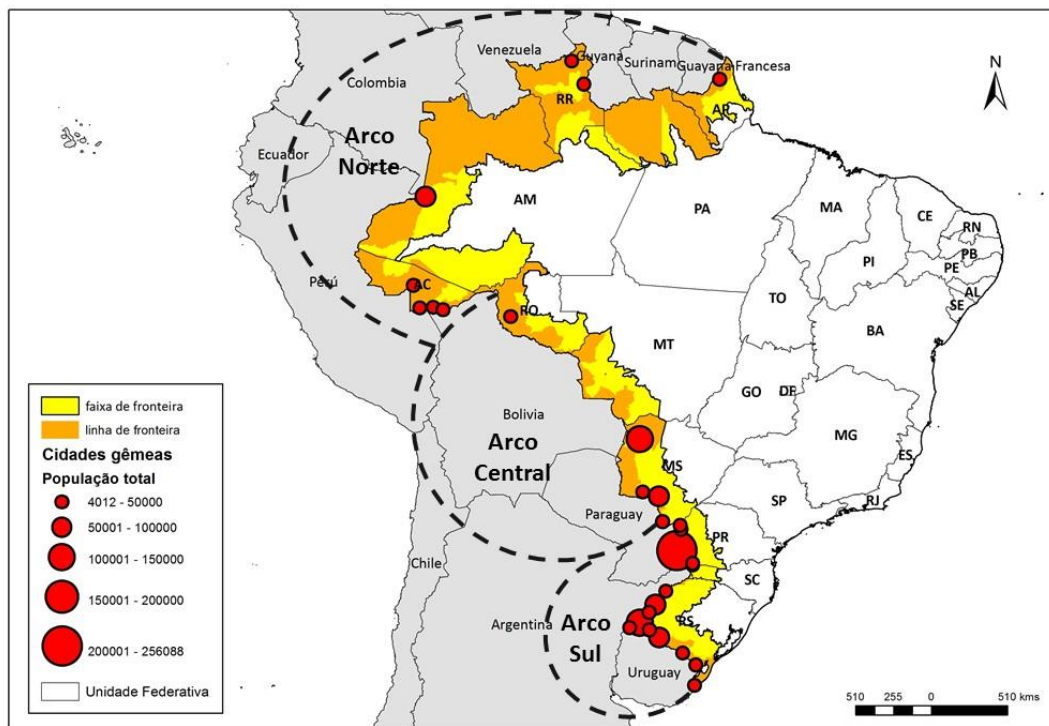 Venezuela
Guyana
Surinam
Guayana Francesa
Colombia
RR
AP
N
Arco
Norte
Ecuador
AM
PA
MA
CE
RN
PB
PE
PI
AL
SE
Perú
AC
RO
TO
BA
MT
GO
DF
Bolivia
MG
Arco
Central
ES
MS
SP
RJ
Paraguay
PR
Chile
SC
Argentina
Arco
Sul
RS
Uruguay
faixa de fronteira
linha de fronteira
Cidades gêmeas
População total
4012 - 50000
50001 - 100000
100001 - 150000
150001 - 200000
200001 - 256088
Unidade Federativa
510 255 0 510 kms